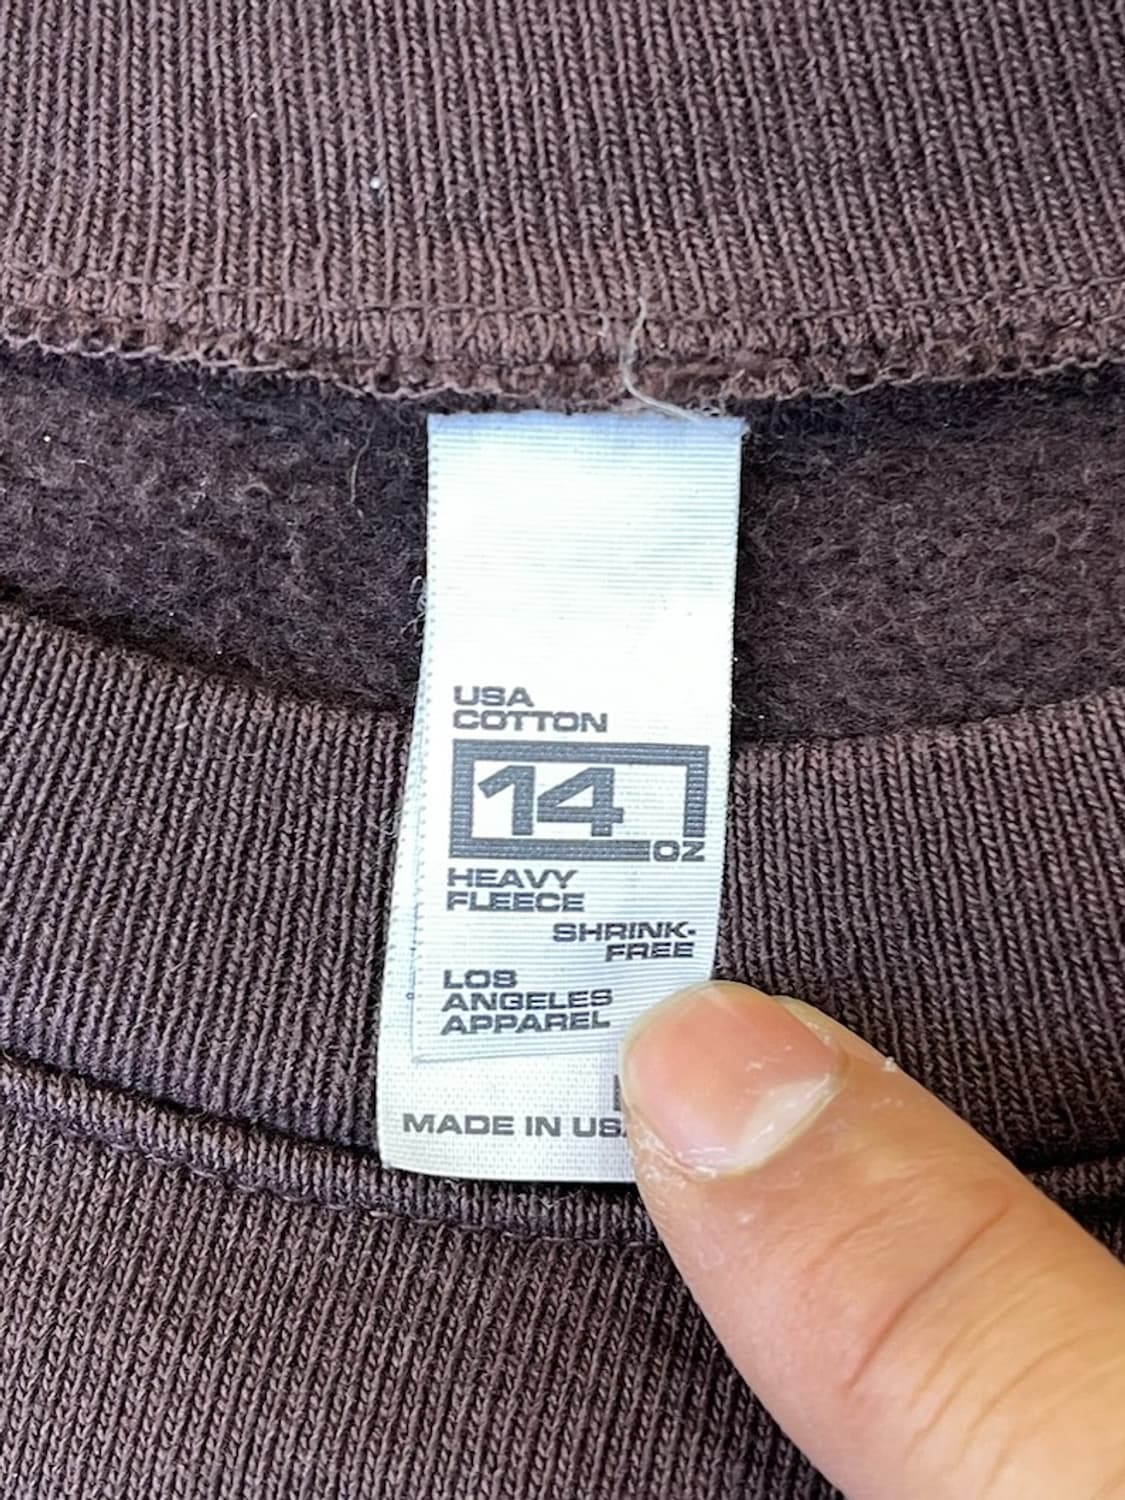 USA
COTTON
14
OZ
HEAVY
FLEECE
SHRINK-
FREE
LOS
ANGELES
APPAREL
MADE IN USA